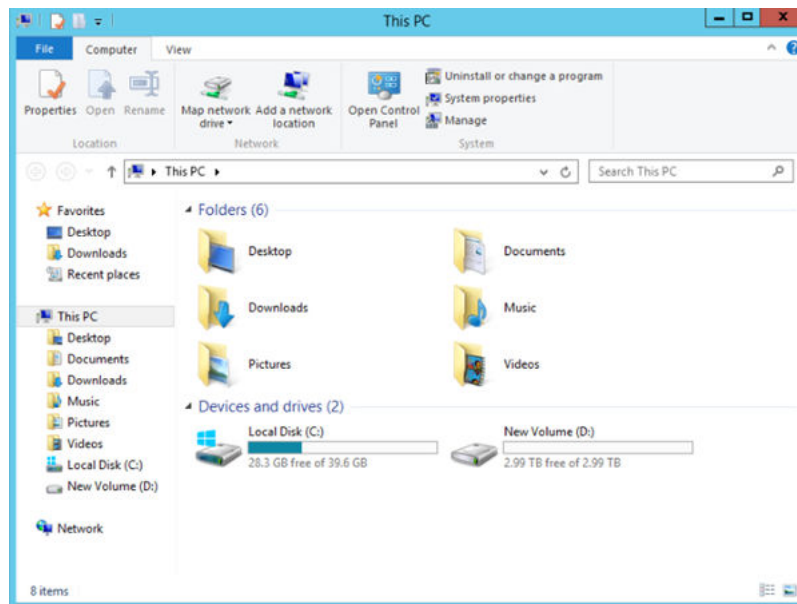 This PC
File Computer View
Properties Open Rename
Map network drive
Add a network location
Open Control Panel
Uninstall or change a program
System properties
Manage
Location Network System
This PC
Search This PC
Favorites
Desktop
Downloads
Recent places
This PC
Desktop
Documents
Downloads
Music
Pictures
Videos
Local Disk (C:)
New Volume (D:)
Network
Folders (6)
Desktop
Documents
Downloads
Music
Pictures
Videos
Devices and drives (2)
Local Disk (C:)
28.3 GB free of 39.6 GB
New Volume (D:)
2.99 TB free of 2.99 TB
8 items